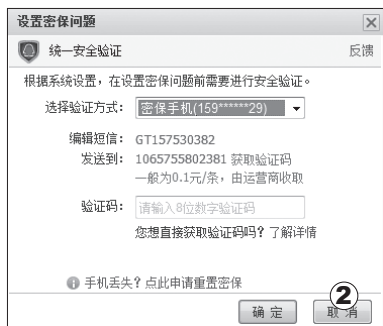 设置密保问题
统一安全验证 反馈
根据系统设置，在设置密保问题前需要进行安全验证。
选择验证方式： 密保手机(159******29)
编辑短信： GT157530382
发送到： 1065755802381 获取验证码
一般为0.1元/条，由运营商收取
验证码： 请输入8位数字验证码
您想直接获取验证码吗？了解详情
手机丢失？点此申请重置密保
②
确定 取消